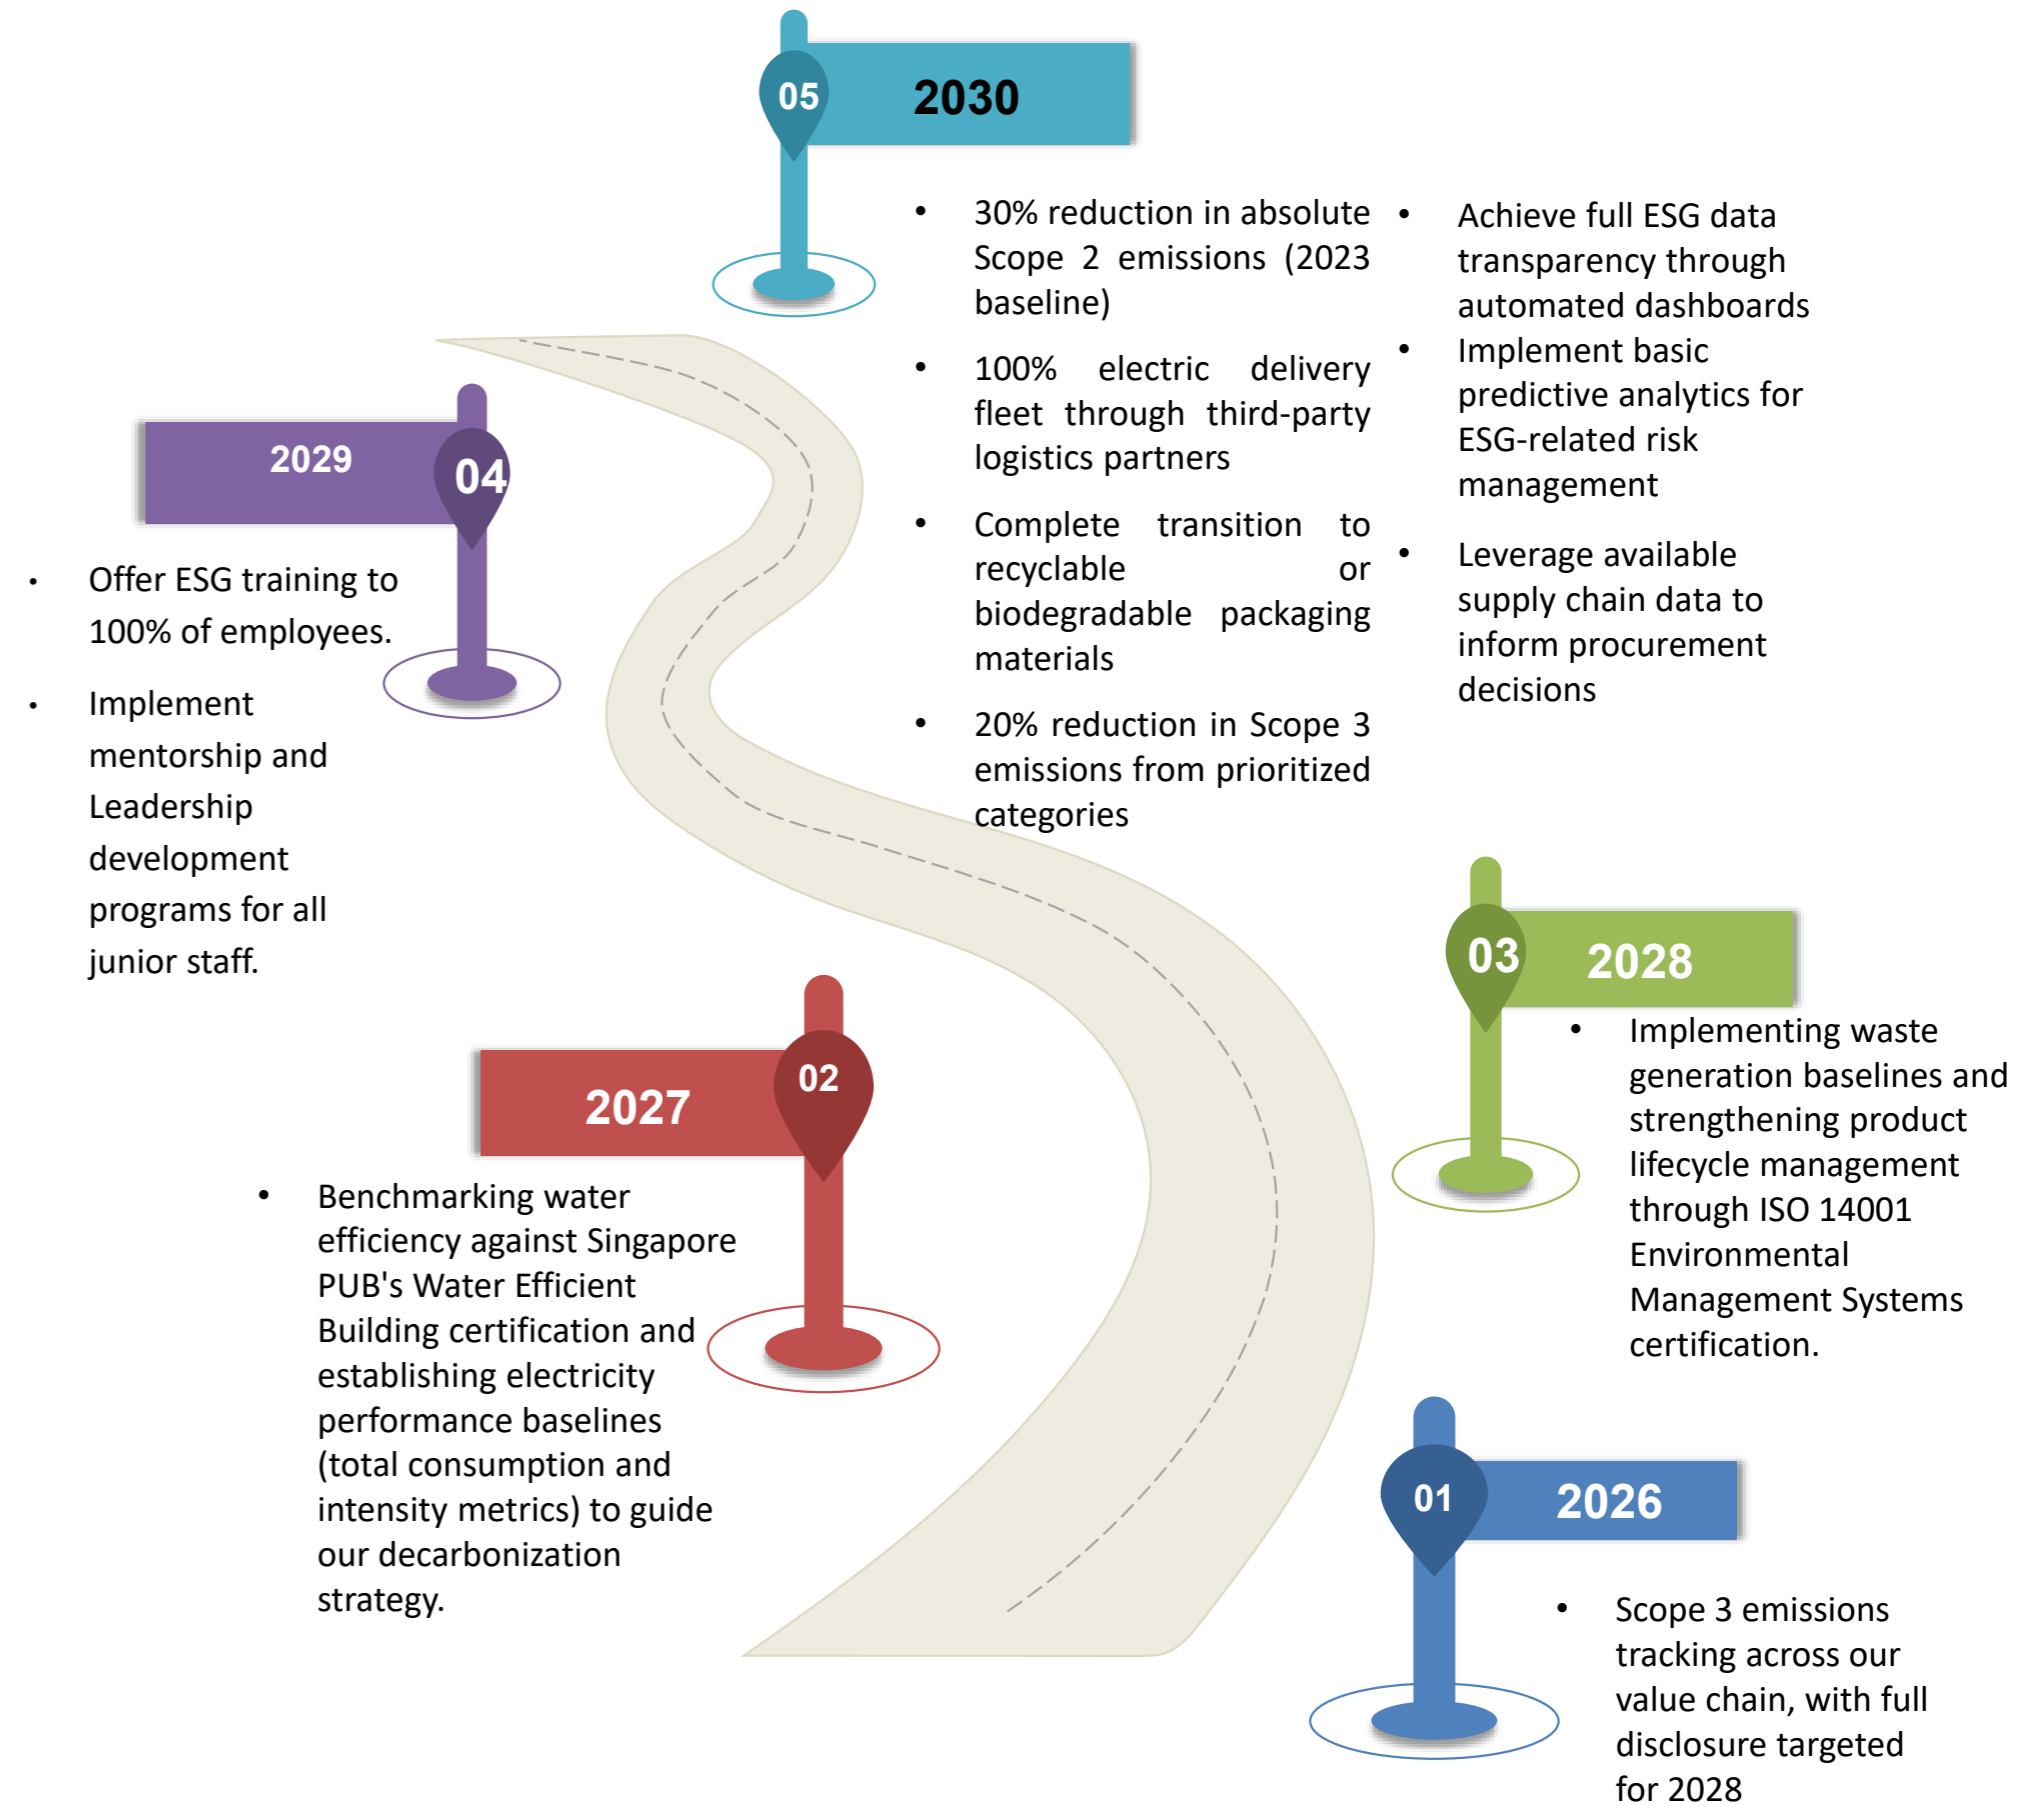 05
2030
• 30% reduction in absolute
Scope 2 emissions (2023
baseline)
• 100% electric delivery
fleet through third-party
logistics partners
• Complete transition to
recyclable or
biodegradable packaging
materials
• 20% reduction in Scope 3
emissions from prioritized
categories
• Achieve full ESG data
transparency through
automated dashboards
• Implement basic
predictive analytics for
ESG-related risk
management
• Leverage available
supply chain data to
inform procurement
decisions
2029
04
• Offer ESG training to
100% of employees.
• Implement
mentorship and
Leadership
development
programs for all
junior staff.
03
2028
• Implementing waste
generation baselines and
strengthening product
lifecycle management
through ISO 14001
Environmental
Management Systems
certification.
2027
02
• Benchmarking water
efficiency against Singapore
PUB's Water Efficient
Building certification and
establishing electricity
performance baselines
(total consumption and
intensity metrics) to guide
our decarbonization
strategy.
01
2026
• Scope 3 emissions
tracking across our
value chain, with full
disclosure targeted
for 2028